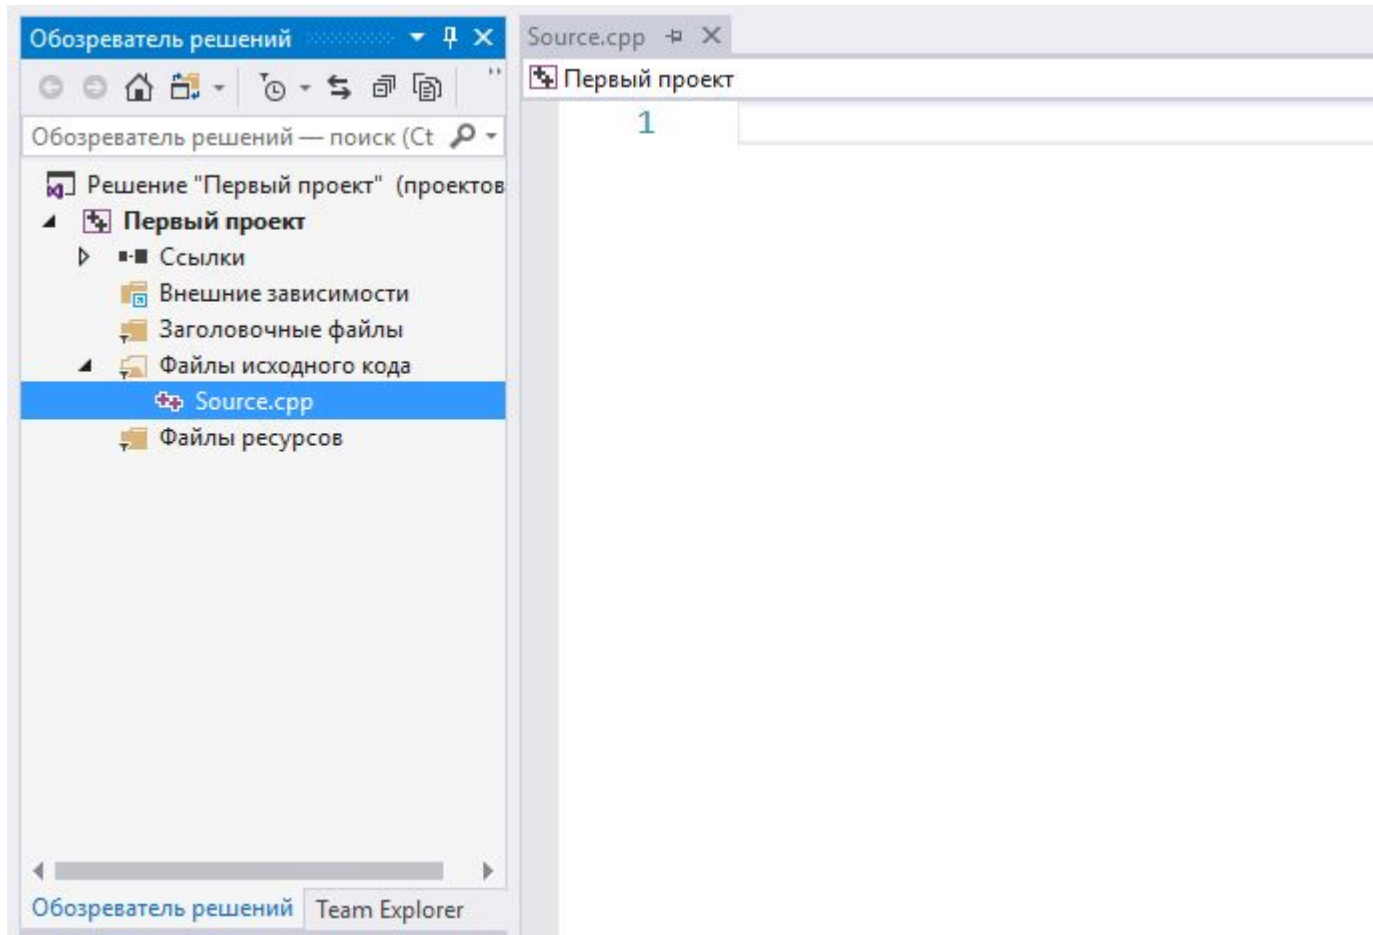 Обозреватель решений
Обозреватель решений — поиск (Ct
Решение "Первый проект" (проектов
Первый проект
Ссылки
Внешние зависимости
Заголовочные файлы
Файлы исходного кода
Source.cpp
Файлы ресурсов
Обозреватель решений Team Explorer
Source.cpp
Первый проект
1